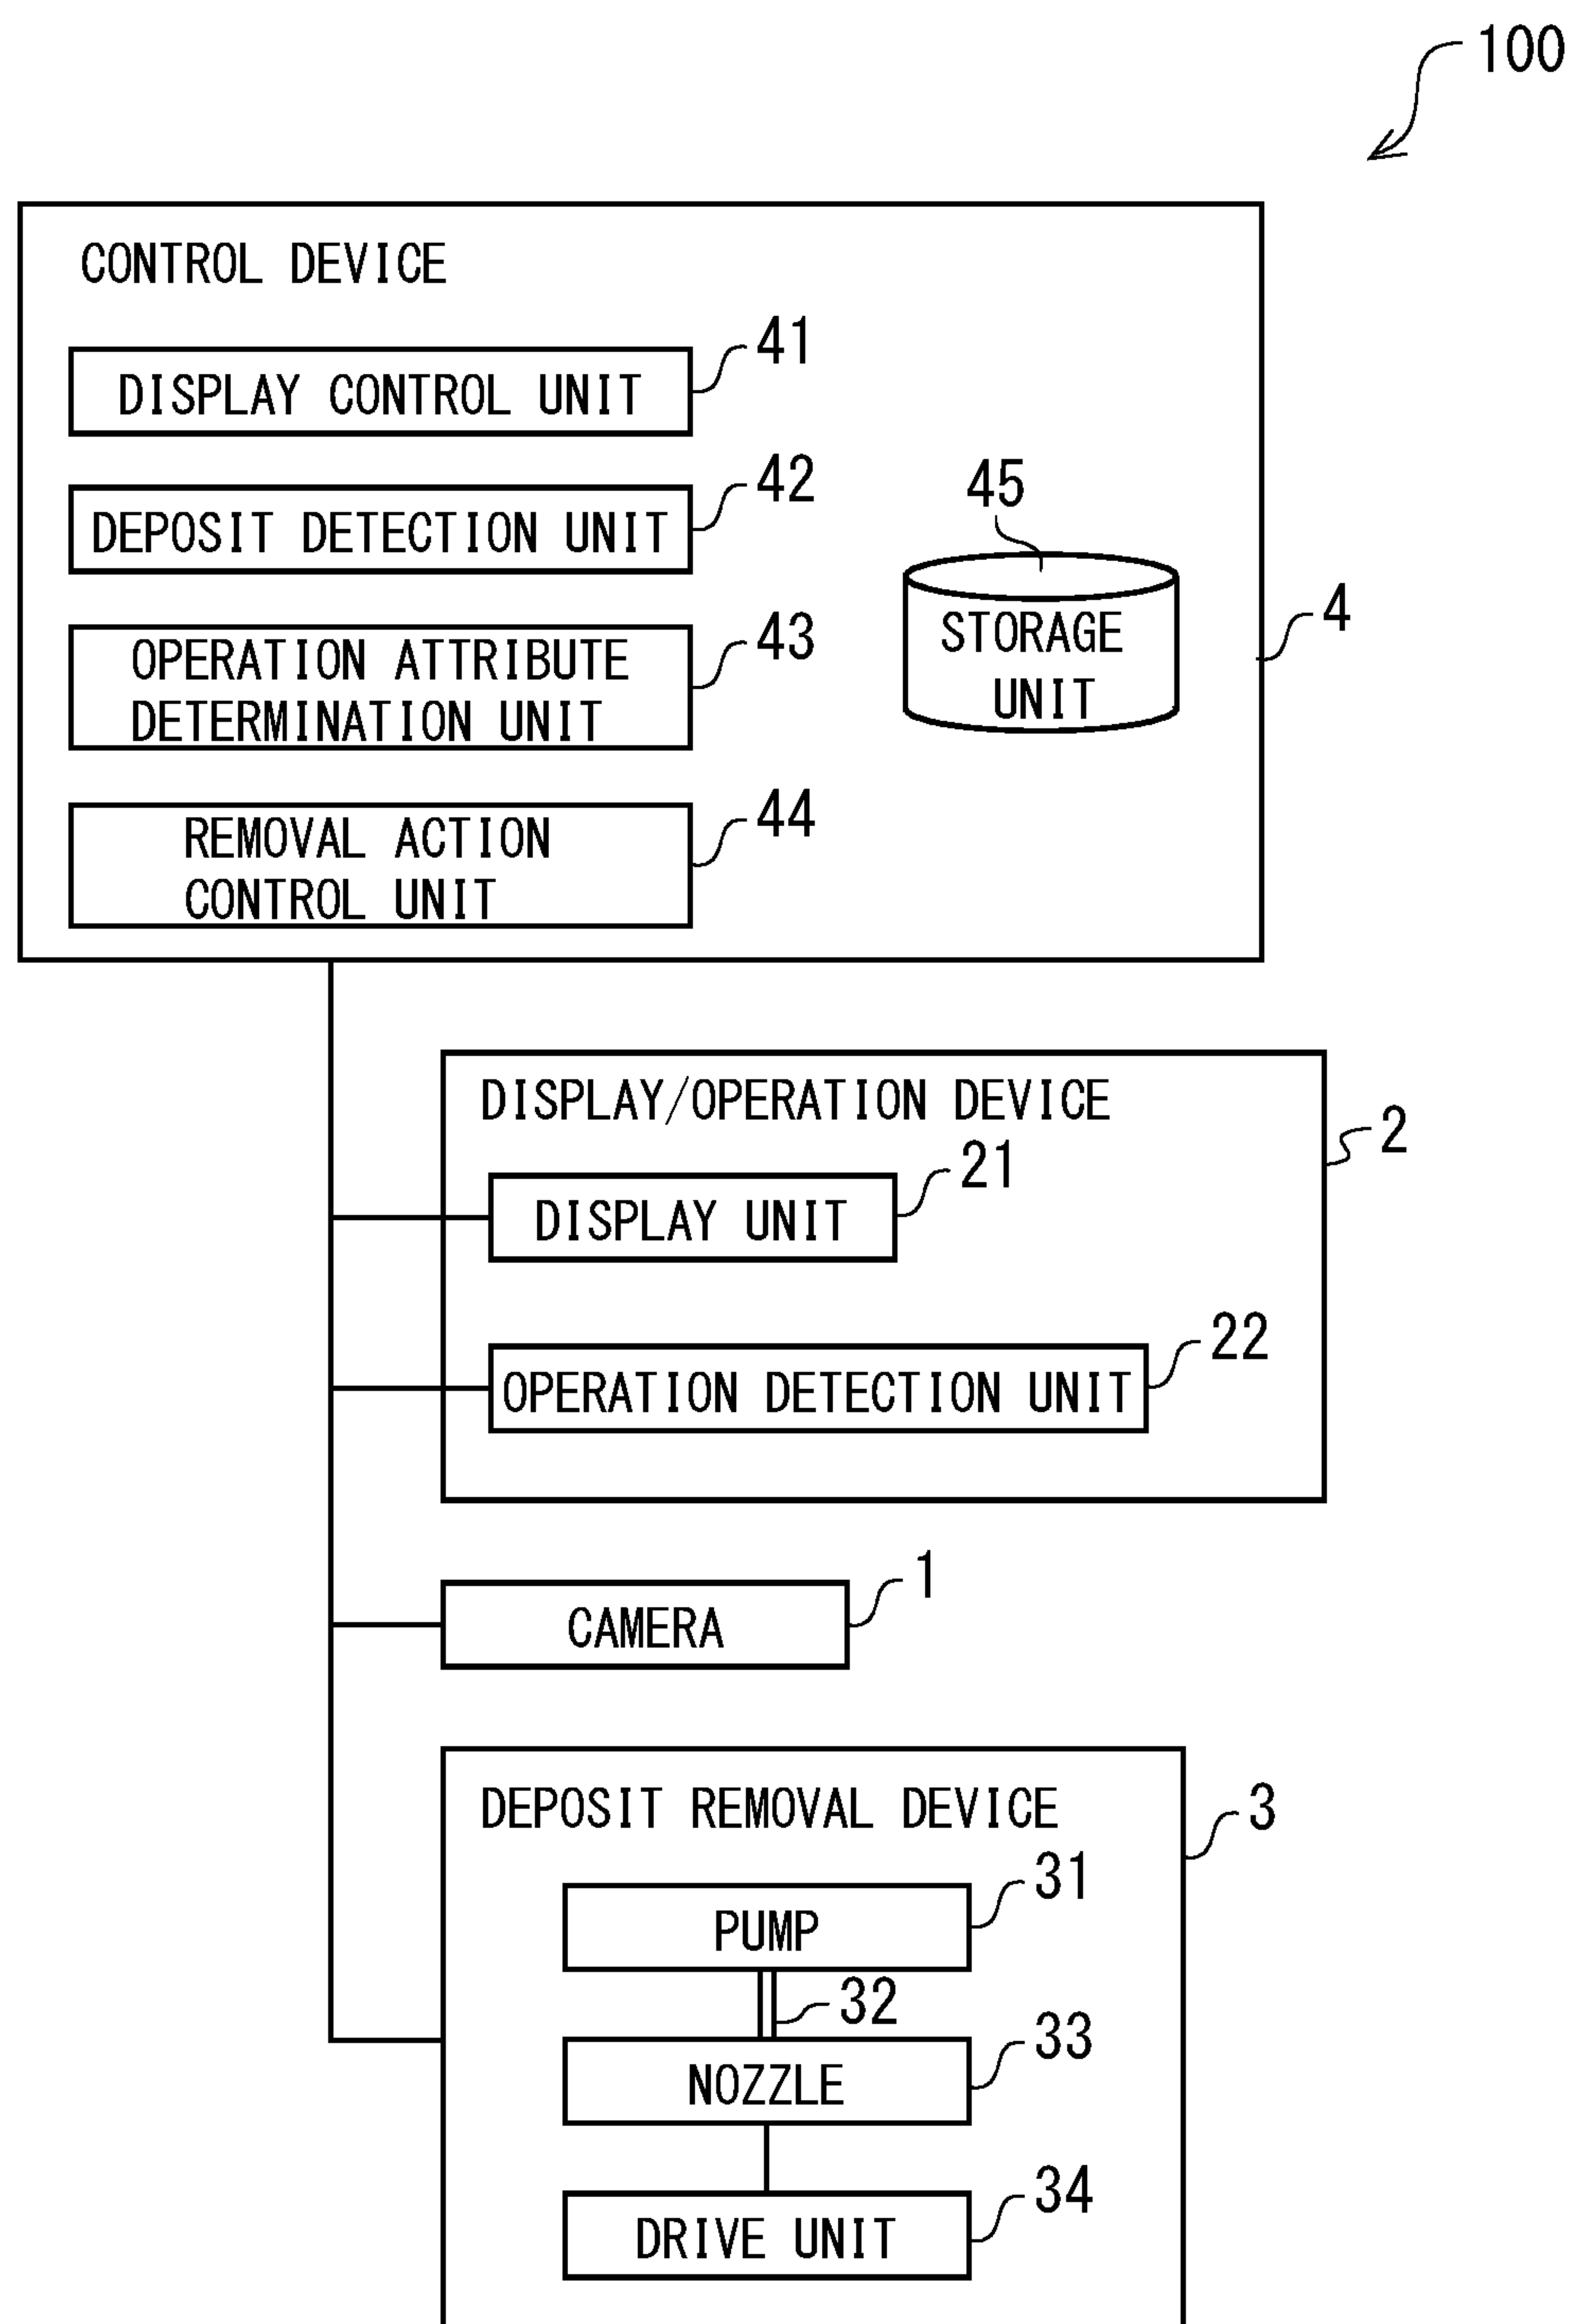 100
CONTROL DEVICE
41
DISPLAY CONTROL UNIT
42
DEPOSIT DETECTION UNIT
45
43
OPERATION ATTRIBUTE
DETERMINATION UNIT
STORAGE
UNIT
4
44
REMOVAL ACTION
CONTROL UNIT
DISPLAY/OPERATION DEVICE
2
21
DISPLAY UNIT
22
OPERATION DETECTION UNIT
1
CAMERA
DEPOSIT REMOVAL DEVICE
3
31
PUMP
32
33
NOZZLE
34
DRIVE UNIT